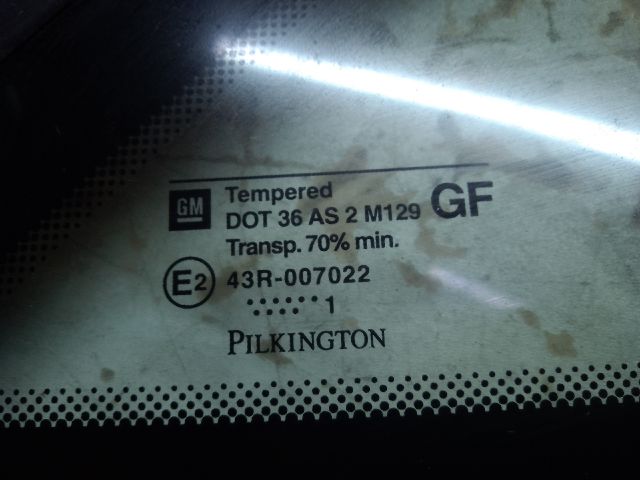 GM Tempered
DOT 36 AS 2 M129 GF
Transp. 70% min.
E2 43R-007022
1
PILKINGTON